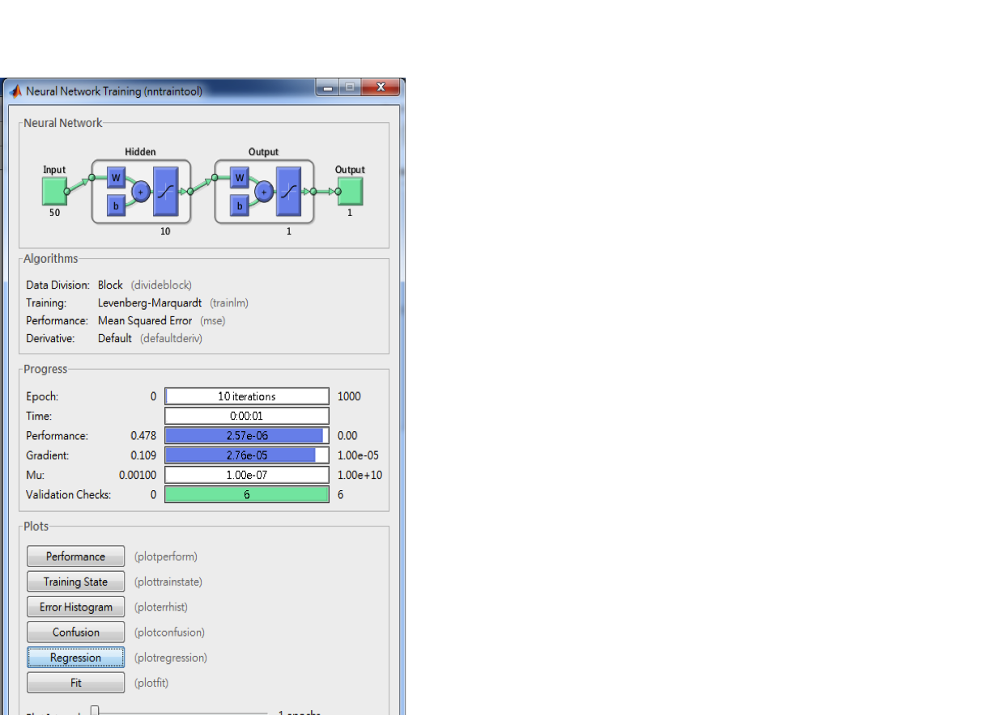 Neural Network Training (nntraintool)
Neural Network
Hidden Output
Input Output
W W
+ +
b b
50 1
10 1
Algorithms
Data Division: Block (divideblock)
Training: Levenberg-Marquardt (trainlm)
Performance: Mean Squared Error (mse)
Derivative: Default (defaultderiv)
Progress
Epoch: 0 10 iterations 1000
Time: 0:00:01
Performance: 0.478 2.57e-06 0.00
Gradient: 0.109 2.76e-05 1.00e-05
Mu: 0.00100 1.00e-07 1.00e+10
Validation Checks: 0 6 6
Plots
Performance (plotperform)
Training State (plottrainstate)
Error Histogram (ploterrhist)
Confusion (plotconfusion)
Regression (plotregression)
Fit (plotfit)
1 epochs